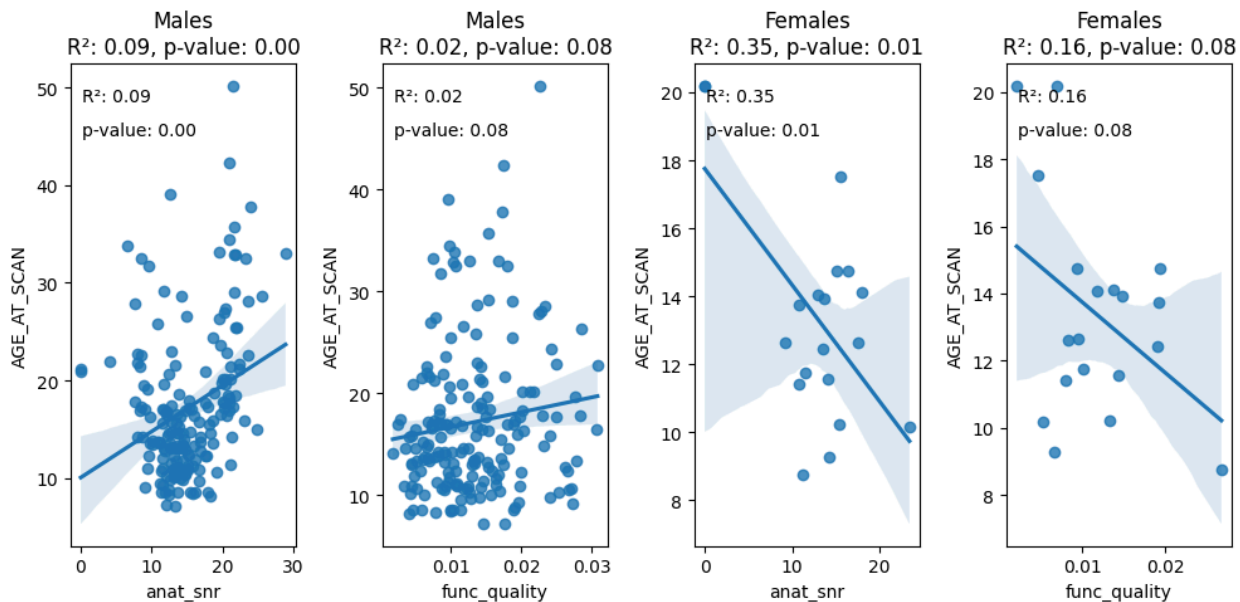 Males
R²: 0.09, p-value: 0.00
R²: 0.09
p-value: 0.00
AGE_AT_SCAN
50
40
30
20
10
0
10
20
30
anat_snr
Males
R²: 0.02, p-value: 0.08
R²: 0.02
p-value: 0.08
AGE_AT_SCAN
50
40
30
20
10
0.01
0.02
0.03
func_quality
Females
R²: 0.35, p-value: 0.01
R²: 0.35
p-value: 0.01
AGE_AT_SCAN
20
18
16
14
12
10
8
0
10
20
anat_snr
Females
R²: 0.16, p-value: 0.08
R²: 0.16
p-value: 0.08
AGE_AT_SCAN
20
18
16
14
12
10
8
0.01
0.02
func_quality